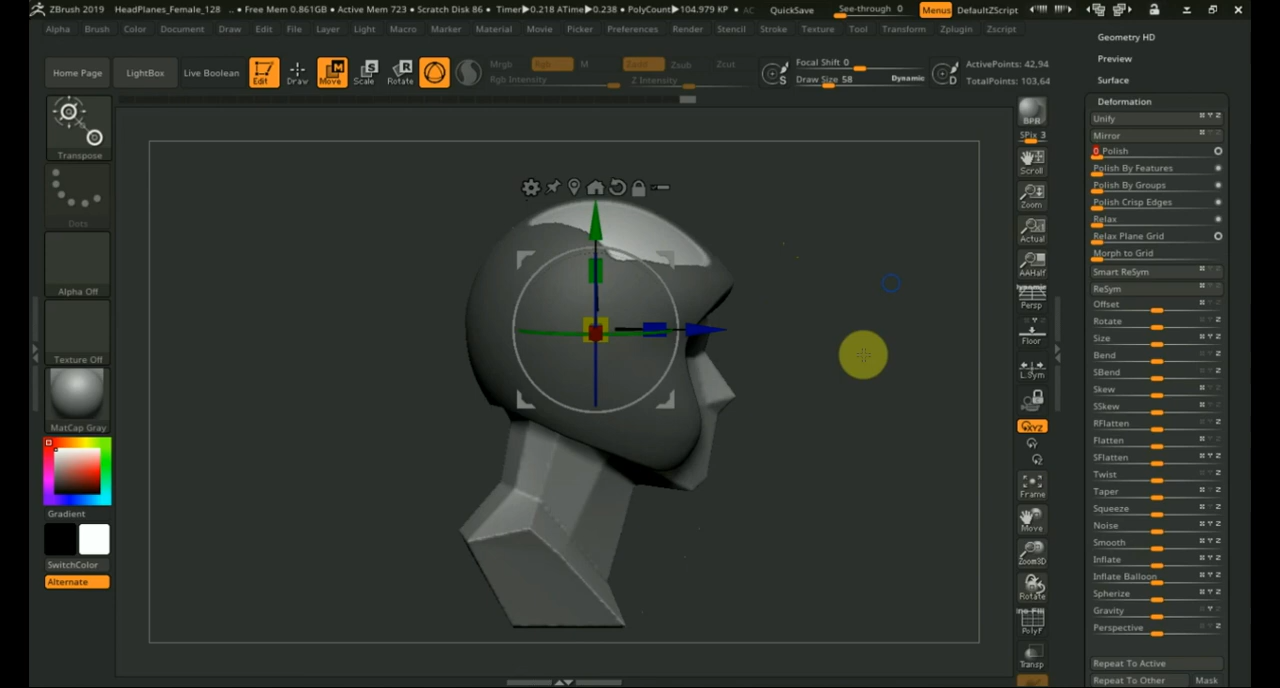 ZBrush 2019 HeadPlanes_Female_128 .. • Free Mem 0.861GB • Active Mem 723 • Scratch Disk 86 • Timer▶0.218 ATime▶0.238 • PolyCount▶104.979 KP • AC QuickSave See-through 0 Menus DefaultZScript
Alpha Brush Color Document Draw Edit File Layer Light Macro Marker Material Movie Picker Preferences Render Stencil Stroke Texture Tool Transform Zplugin Zscript
Home Page LightBox Live Boolean Edit Draw Move Scale Rotate
Mrgb Rgb M Zadd Zsub Zcut
Rgb Intensity Z Intensity
Focal Shift 0
Draw Size 58 Dynamic
ActivePoints: 42,94
TotalPoints: 103,64
Transpose
Dots
Alpha Off
Texture Off
MatCap Gray
Gradient
SwitchColor
Alternate
BPR
SPix 3
Scroll
Zoom
Actual
AAHalf
Dynamic
Persp
Floor
L.Sym
XYZ
Frame
Move
Zoom3D
Rotate
Line Fill
PolyF
Transp
Geometry HD
Preview
Surface
Deformation
Unify X Y Z
Mirror X Y Z
0 Polish
Polish By Features
Polish By Groups
Polish Crisp Edges
Relax
Relax Plane Grid
Morph to Grid
Smart ReSym X Y Z
ReSym X Y Z
Offset X Y Z
Rotate X Y Z
Size X Y Z
Bend X Y Z
SBend X Y Z
Skew X Y Z
SSkew X Y Z
RFlatten X Y Z
Flatten X Y Z
SFlatten X Y Z
Twist X Y Z
Taper X Y Z
Squeeze X Y Z
Noise X Y Z
Smooth X Y Z
Inflate X Y Z
Inflate Balloon X Y Z
Spherize X Y Z
Gravity X Y Z
Perspective X Y Z
Repeat To Active
Repeat To Other Mask